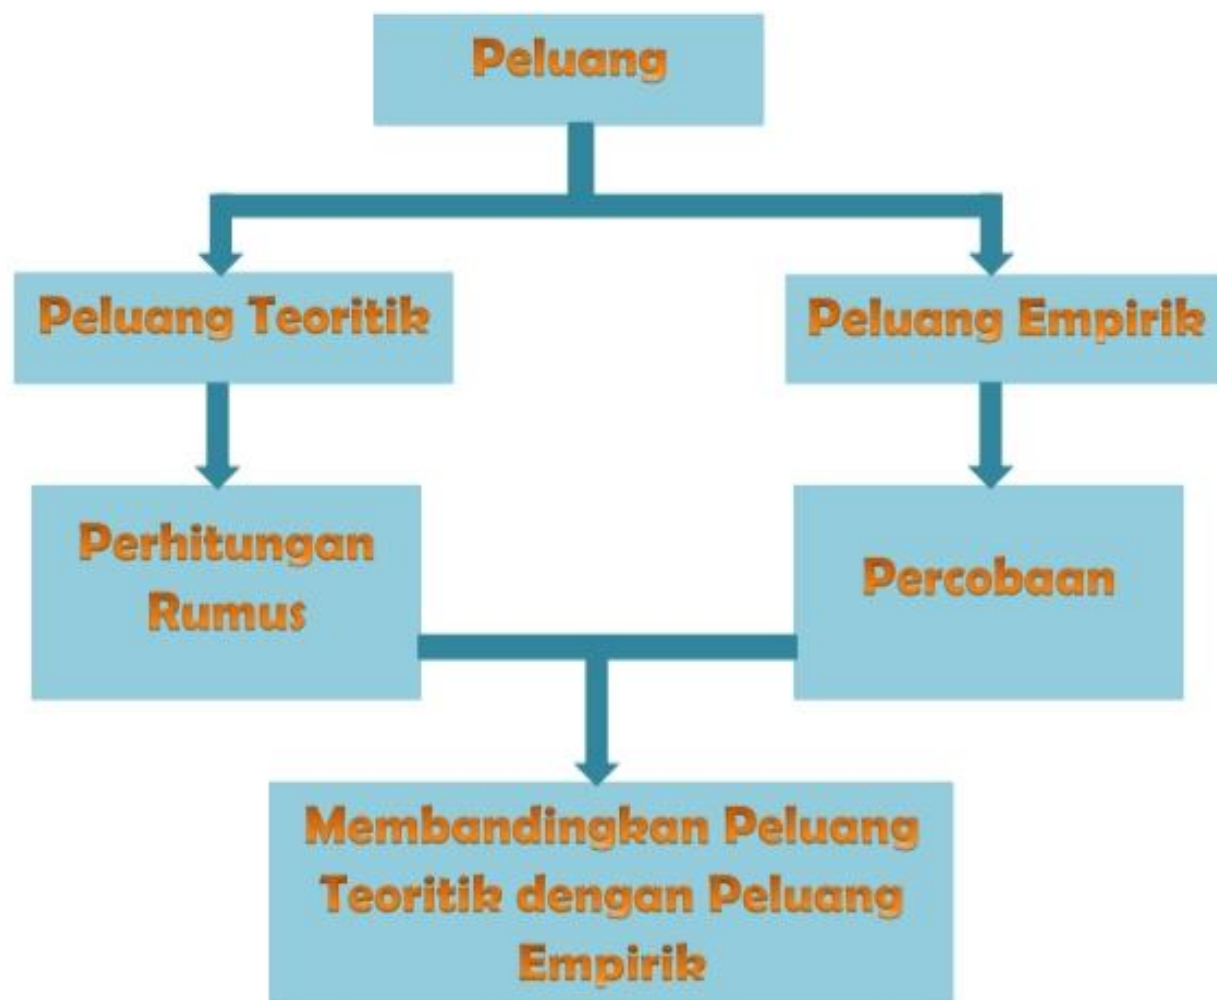 Peluang
Peluang Teoritik
Peluang Empirik
Perhitungan
Rumus
Percobaan
Membandingkan Peluang
Teoritik dengan Peluang
Empirik